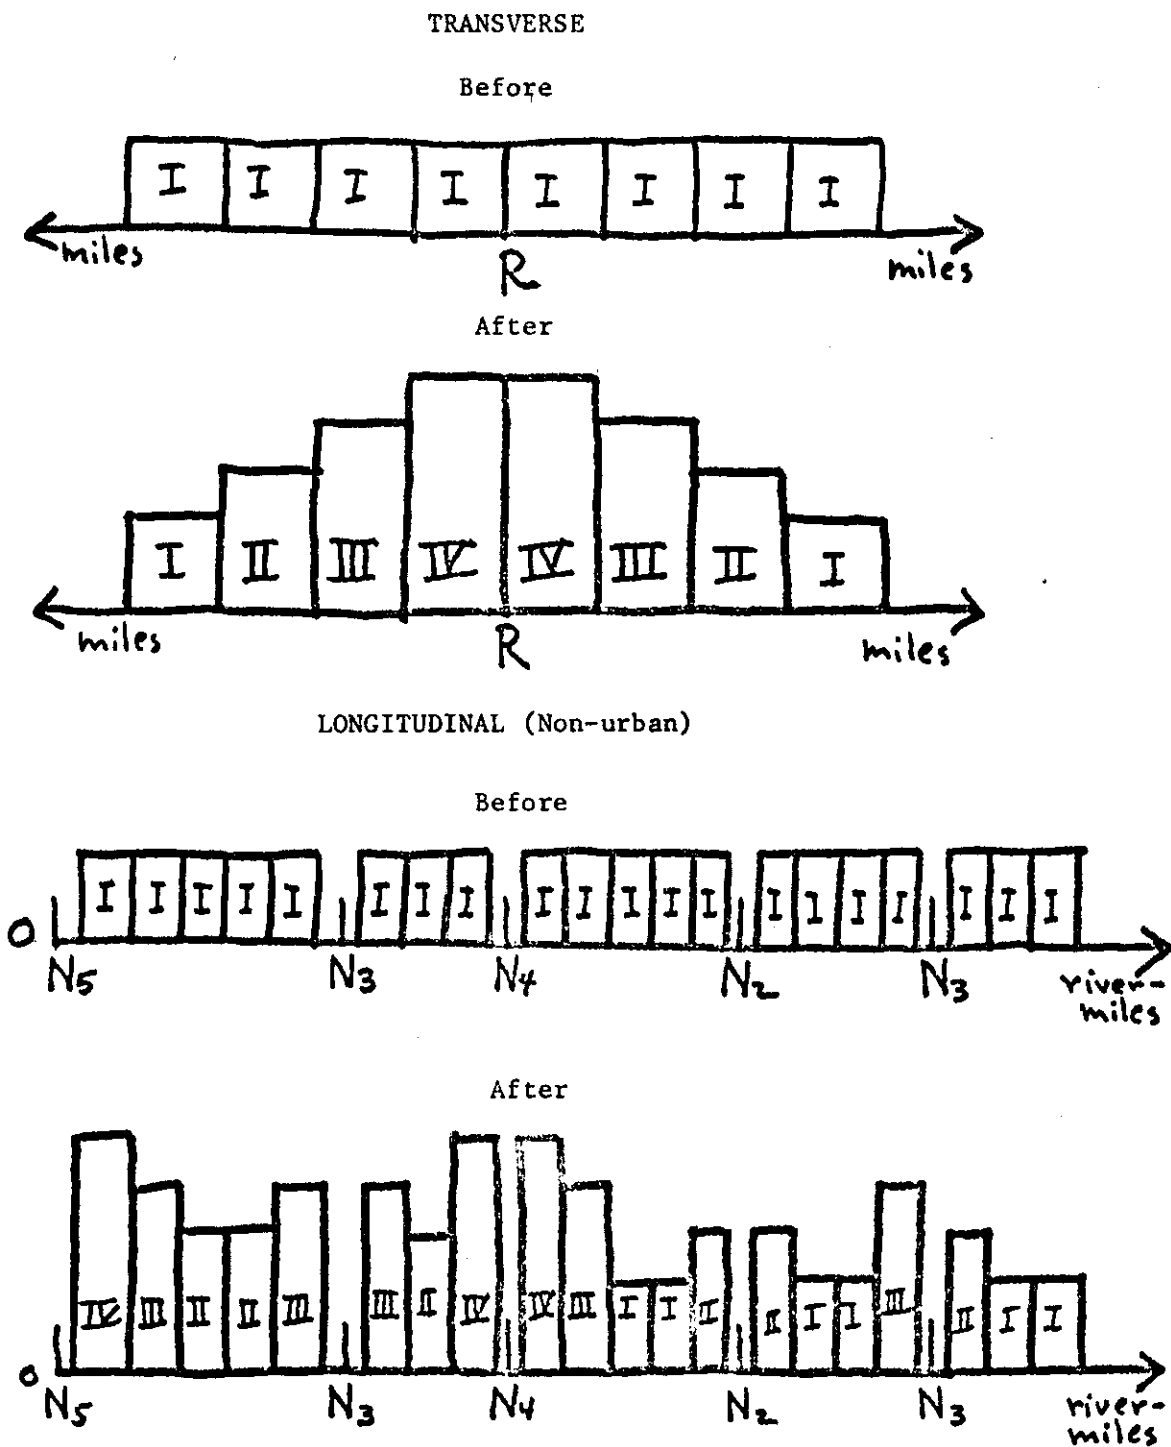 TRANSVERSE
Before
I I I I I I I I
miles R miles
After
I II III IV IV III II I
miles R miles
LONGITUDINAL (Non-urban)
Before
I I I I I I I I I I I I I I I I I I I I
0 N5 N3 N4 N2 N3 river-
miles
After
IV III II II III III II IV IV III I I II II I I III II I I
0 N5 N3 N4 N2 N3 river-
miles